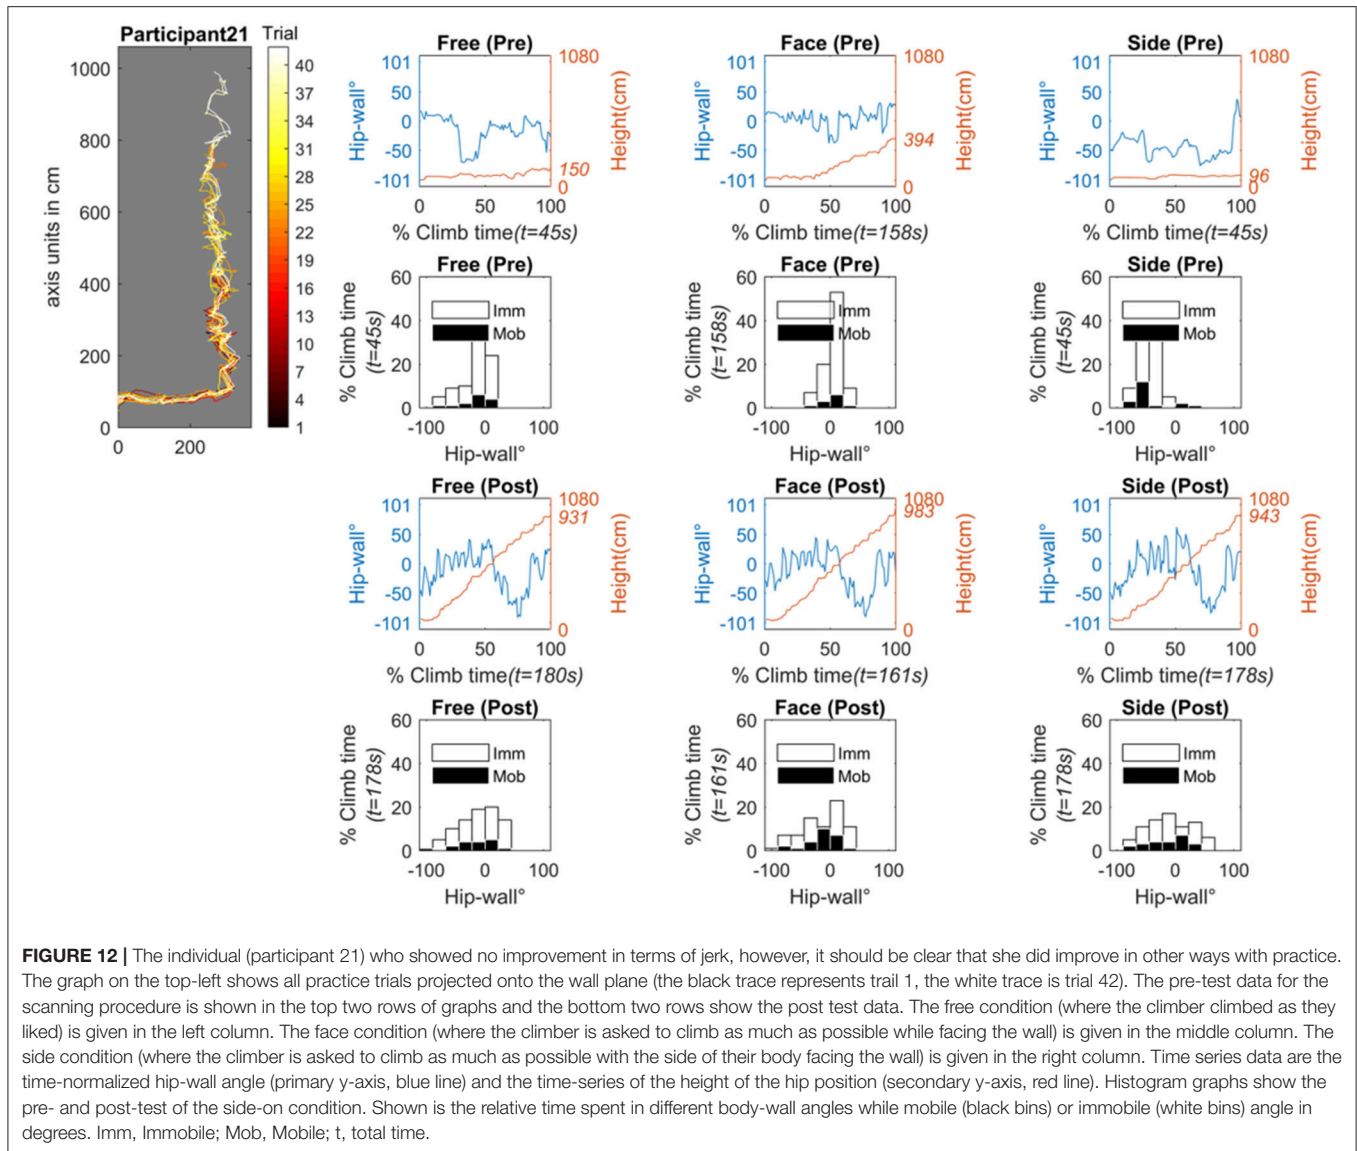 Participant21 Trial
axis units in cm
1000
800
600
400
200
0
0 200
40
37
34
31
28
25
22
19
16
13
10
7
4
1
Free (Pre)
Hip-wall°
101
50
0
-50
-101
1080
150
0
Height(cm)
0 50 100
% Climb time(t=45s)
Face (Pre)
Hip-wall°
101
50
0
-50
-101
1080
394
0
Height(cm)
0 50 100
% Climb time(t=158s)
Side (Pre)
Hip-wall°
101
50
0
-50
-101
1080
96
0
Height(cm)
0 50 100
% Climb time(t=45s)
Free (Pre)
% Climb time
(t=45s)
60
40
20
0
Imm
Mob
-100 0 100
Hip-wall°
Face (Pre)
% Climb time
(t=158s)
60
40
20
0
Imm
Mob
-100 0 100
Hip-wall°
Side (Pre)
% Climb time
(t=45s)
60
40
20
0
Imm
Mob
-100 0 100
Hip-wall°
Free (Post)
Hip-wall°
101
50
0
-50
-101
1080
931
0
Height(cm)
0 50 100
% Climb time(t=180s)
Face (Post)
Hip-wall°
101
50
0
-50
-101
1080
983
0
Height(cm)
0 50 100
% Climb time(t=161s)
Side (Post)
Hip-wall°
101
50
0
-50
-101
1080
943
0
Height(cm)
0 50 100
% Climb time(t=178s)
Free (Post)
% Climb time
(t=178s)
60
40
20
0
Imm
Mob
-100 0 100
Hip-wall°
Face (Post)
% Climb time
(t=161s)
60
40
20
0
Imm
Mob
-100 0 100
Hip-wall°
Side (Post)
% Climb time
(t=178s)
60
40
20
0
Imm
Mob
-100 0 100
Hip-wall°
FIGURE 12 | The individual (participant 21) who showed no improvement in terms of jerk, however, it should be clear that she did improve in other ways with practice.
The graph on the top-left shows all practice trials projected onto the wall plane (the black trace represents trail 1, the white trace is trial 42). The pre-test data for the
scanning procedure is shown in the top two rows of graphs and the bottom two rows show the post test data. The free condition (where the climber climbed as they
liked) is given in the left column. The face condition (where the climber is asked to climb as much as possible while facing the wall) is given in the middle column. The
side condition (where the climber is asked to climb as much as possible with the side of their body facing the wall) is given in the right column. Time series data are the
time-normalized hip-wall angle (primary y-axis, blue line) and the time-series of the height of the hip position (secondary y-axis, red line). Histogram graphs show the
pre- and post-test of the side-on condition. Shown is the relative time spent in different body-wall angles while mobile (black bins) or immobile (white bins) angle in
degrees. Imm, Immobile; Mob, Mobile; t, total time.